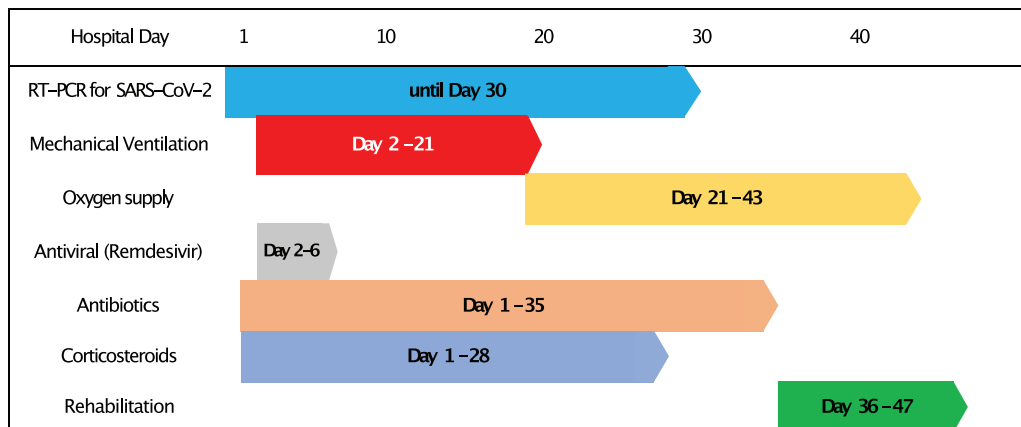 Hospital Day 1 10 20 30 40
RT-PCR for SARS-CoV-2 until Day 30
Mechanical Ventilation Day 2-21
Oxygen supply Day 21-43
Antiviral (Remdesivir) Day 2-6
Antibiotics Day 1-35
Corticosteroids Day 1-28
Rehabilitation Day 36-47